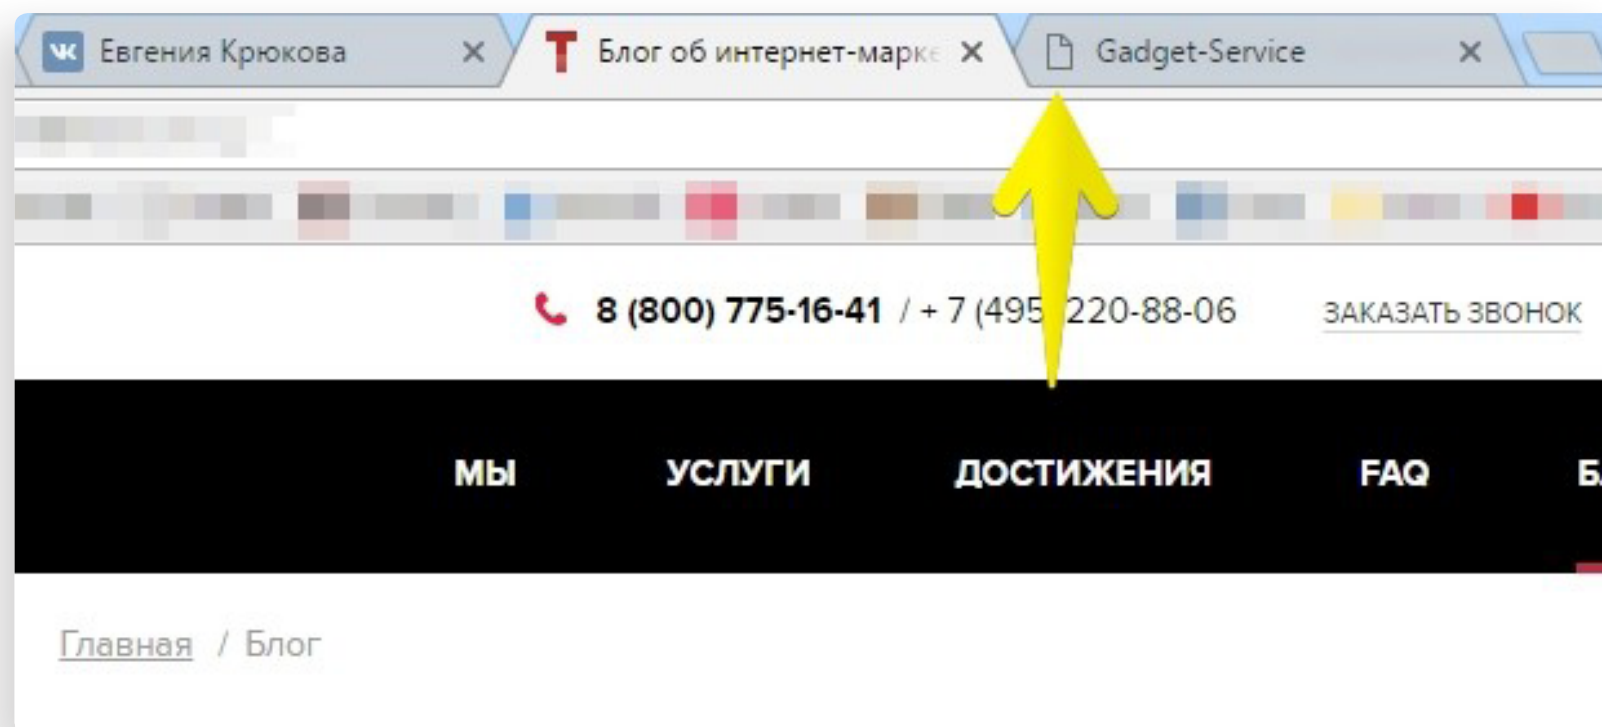 Евгения Крюкова
Блог об интернет-марке
Gadget-Service
8 (800) 775-16-41 / + 7 (495 220-88-06
ЗАКАЗАТЬ ЗВОНОК
МЫ УСЛУГИ ДОСТИЖЕНИЯ FAQ
Главная / Блог